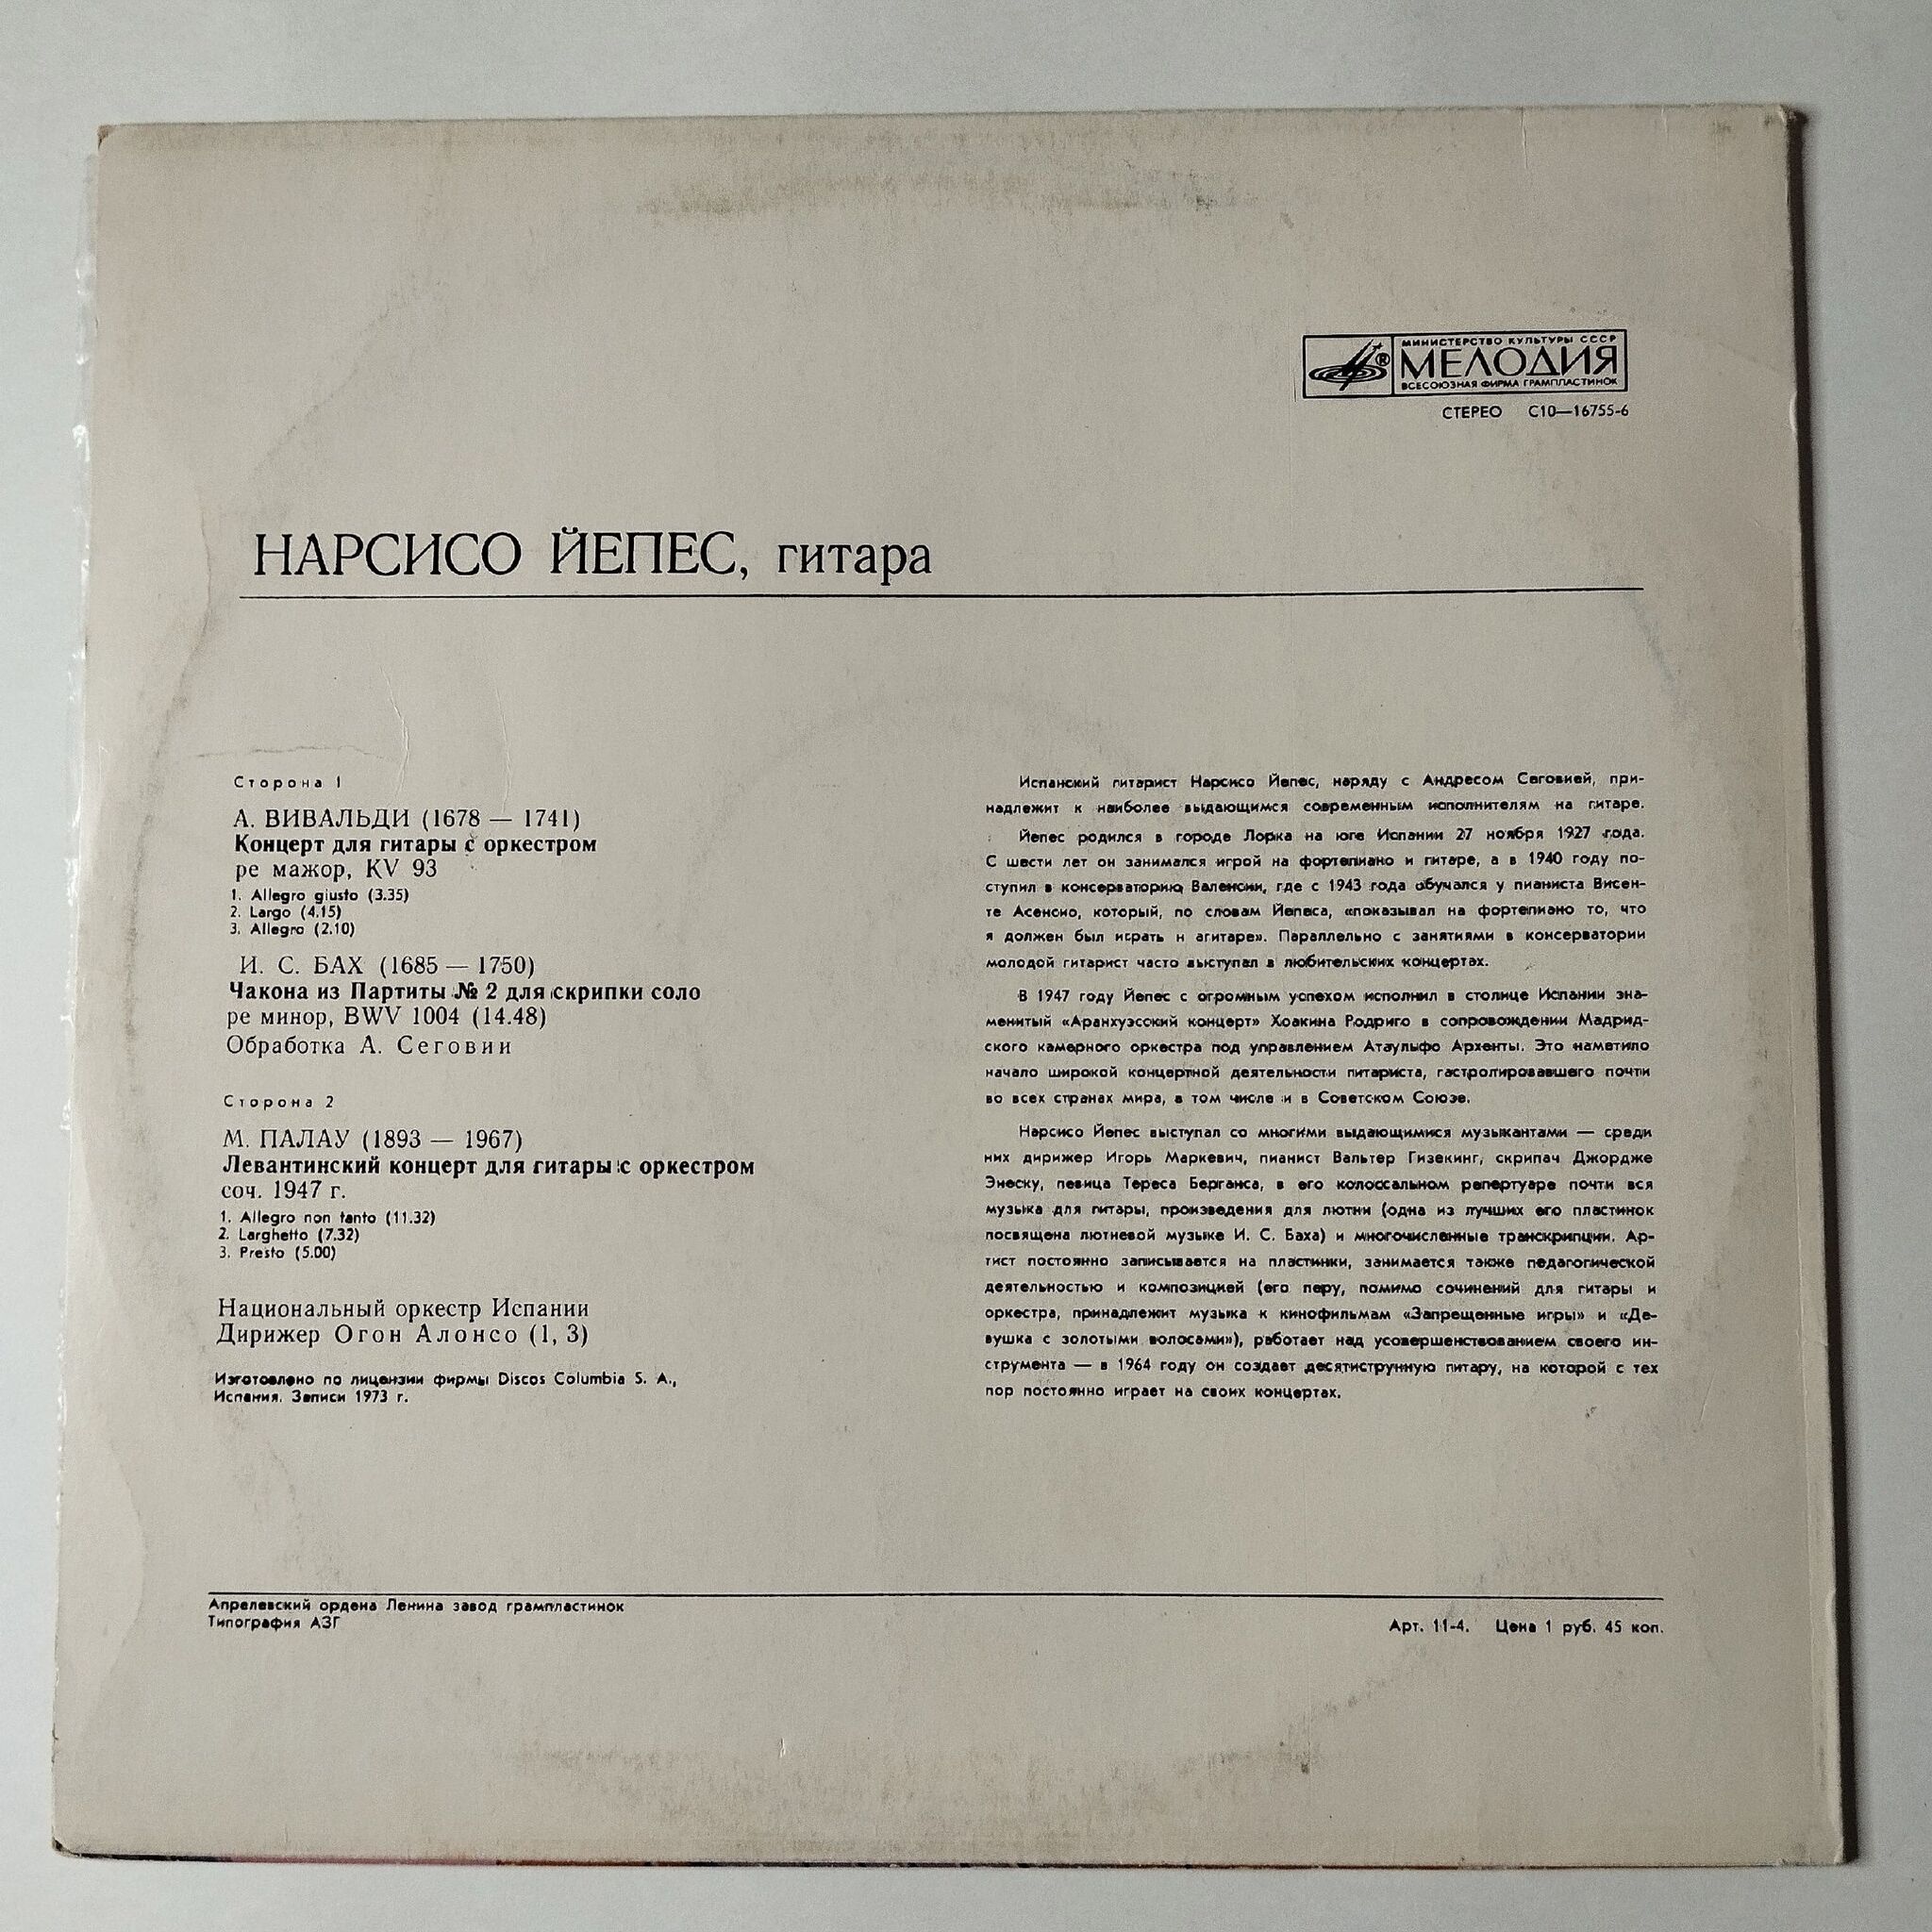 МИНИСТЕРСТВО КУЛЬТУРЫ СССР
МЕЛОДИЯ
ВСЕСОЮЗНАЯ ФИРМА ГРАМПЛАСТИНОК
СТЕРЕО С10—16755-6
НАРСИСО ЙЕПЕС, гитара
Сторона 1
А. ВИВАЛЬДИ (1678 — 1741)
Концерт для гитары с оркестром
ре мажор, KV 93
1. Allegro giusto (3.35)
2. Largo (4.15)
3. Allegro (2.10)
И. С. БАХ (1685 — 1750)
Чакона из Партиты № 2 для скрипки соло
ре минор, BWV 1004 (14.48)
Обработка А. Сеговии
Сторона 2
М. ПАЛАУ (1893 — 1967)
Левантинский концерт для гитары с оркестром
соч. 1947 г.
1. Allegro non tanto (11.32)
2. Larghetto (7.32)
3. Presto (5.00)
Национальный оркестр Испании
Дирижер Огон Алонсо (1, 3)
Изготовлено по лицензии фирмы Discos Columbia S. A.,
Испания. Записи 1973 г.
Испанский гитарист Нарсисо Йепес, наряду с Андресом Сеговией, при-
надлежит к наиболее выдающимся современным исполнителям на гитаре.
Йепес родился в городе Лорка на юге Испании 27 ноября 1927 года.
С шести лет он занимался игрой на фортепиано и гитаре, а в 1940 году по-
ступил в консерваторию Валенсии, где с 1943 года обучался у пианиста Висен-
те Асенсио, который, по словам Йепеса, «показывал на фортепиано то, что
я должен был играть н агитаре». Параллельно с занятиями в консерватории
молодой гитарист часто выступал в любительских концертах.
В 1947 году Йепес с огромным успехом исполнил в столице Испании зна-
менитый «Аранхуэсский концерт» Хоакина Родриго в сопровождении Мадрид-
ского камерного оркестра под управлением Атаульфо Архенты. Это наметило
начало широкой концертной деятельности гитариста, гастролировавшего почти
во всех странах мира, в том числе и в Советском Союзе.
Нарсисо Йепес выступал со многими выдающимися музыкантами — среди
них дирижер Игорь Маркевич, пианист Вальтер Гизекинг, скрипач Джордже
Энеску, певица Тереса Берганса, в его колоссальном репертуаре почти вся
музыка для гитары, произведения для лютни (одна из лучших его пластинок
посвящена лютневой музыке И. С. Баха) и многочисленные транскрипции. Ар-
тист постоянно записывается на пластинки, занимается также педагогической
деятельностью и композицией (его перу, помимо сочинений для гитары и
оркестра, принадлежит музыка к кинофильмам «Запрещенные игры» и «Де-
вушка с золотыми волосами»), работает над усовершенствованием своего ин-
струмента — в 1964 году он создает десятиструнную гитару, на которой с тех
пор постоянно играет на своих концертах.
Апрелевский ордена Ленина завод грампластинок
Типография АЗГ
Арт. 11-4. Цена 1 руб. 45 коп.